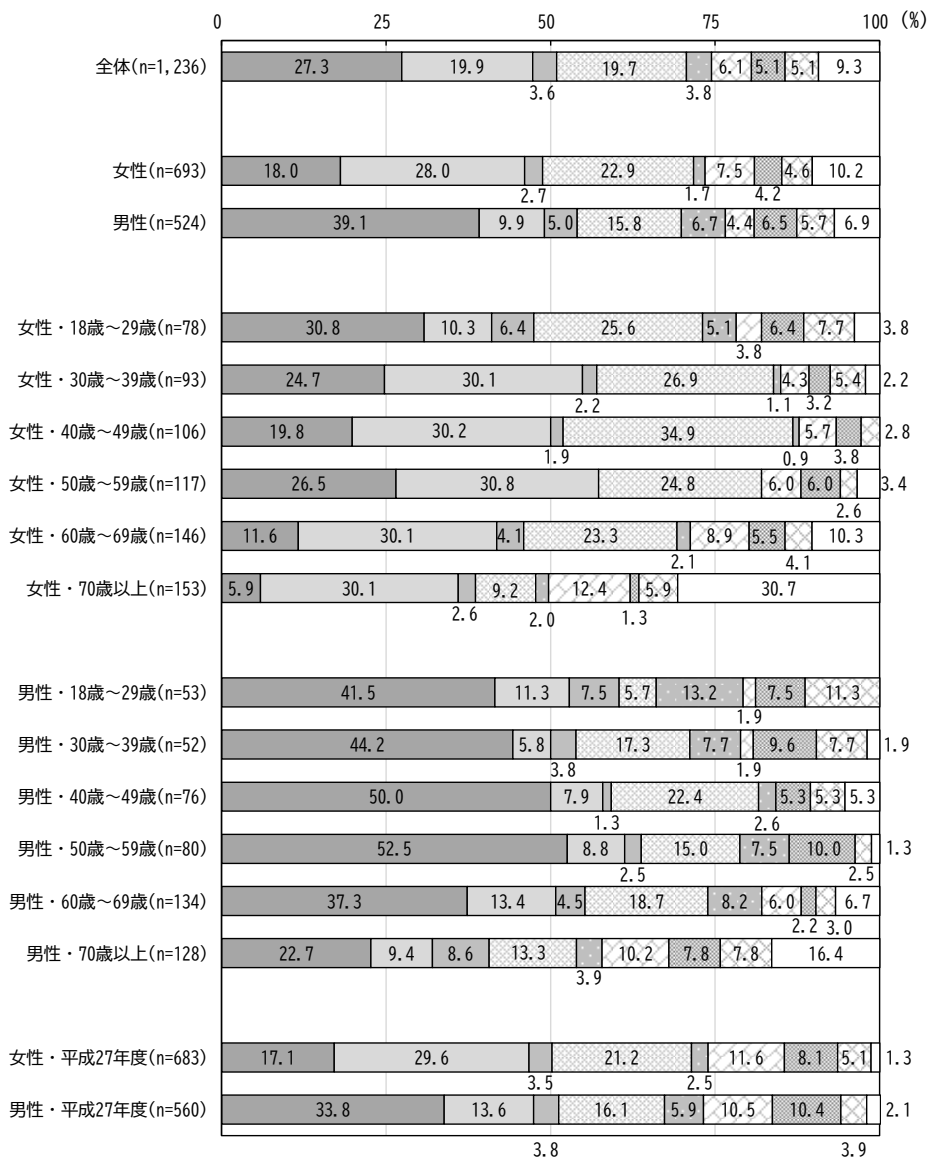 0 25 50 75 100 (%)
全体(n=1,236) 27.3 19.9 19.7 6.1 5.1 5.1 9.3
3.6 3.8
女性(n=693) 18.0 28.0 22.9 7.5 4.6 10.2
2.7 1.7 4.2
男性(n=524) 39.1 9.9 5.0 15.8 6.7 4.4 6.5 5.7 6.9
女性・18歳～29歳(n=78) 30.8 10.3 6.4 25.6 5.1 6.4 7.7 3.8
3.8
女性・30歳～39歳(n=93) 24.7 30.1 26.9 4.3 5.4 2.2
2.2 1.1 3.2
女性・40歳～49歳(n=106) 19.8 30.2 34.9 5.7 2.8
1.9 0.9 3.8
女性・50歳～59歳(n=117) 26.5 30.8 24.8 6.0 6.0 3.4
2.6
女性・60歳～69歳(n=146) 11.6 30.1 4.1 23.3 8.9 5.5 10.3
2.1 4.1
女性・70歳以上(n=153) 5.9 30.1 9.2 12.4 5.9 30.7
2.6 2.0 1.3
男性・18歳～29歳(n=53) 41.5 11.3 7.5 5.7 13.2 7.5 11.3
1.9
男性・30歳～39歳(n=52) 44.2 5.8 17.3 7.7 9.6 7.7 1.9
3.8 1.9
男性・40歳～49歳(n=76) 50.0 7.9 22.4 5.3 5.3 5.3
1.3 2.6
男性・50歳～59歳(n=80) 52.5 8.8 15.0 7.5 10.0 1.3
2.5 2.5
男性・60歳～69歳(n=134) 37.3 13.4 4.5 18.7 8.2 6.0 6.7
2.2 3.0
男性・70歳以上(n=128) 22.7 9.4 8.6 13.3 10.2 7.8 7.8 16.4
3.9
女性・平成27年度(n=683) 17.1 29.6 21.2 11.6 8.1 5.1 1.3
3.5 2.5
男性・平成27年度(n=560) 33.8 13.6 16.1 5.9 10.5 10.4 2.1
3.8 3.9